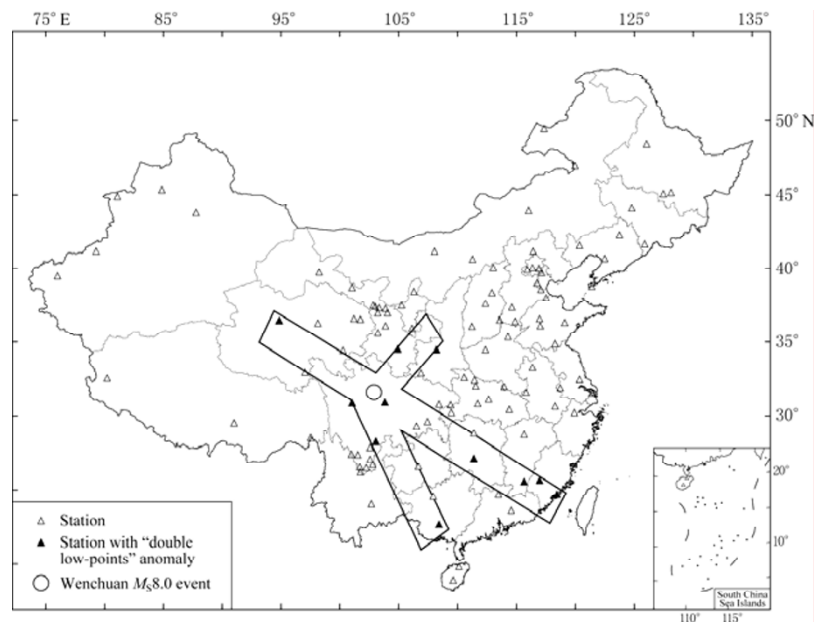 75° E 85° 95° 105° 115° 125° 135°
50° N
45°
40°
35°
30°
20°
10°
△ Station
▲ Station with “double
low-points” anomaly
○ Wenchuan MS8.0 event
South China
Sea Islands
110° 115°